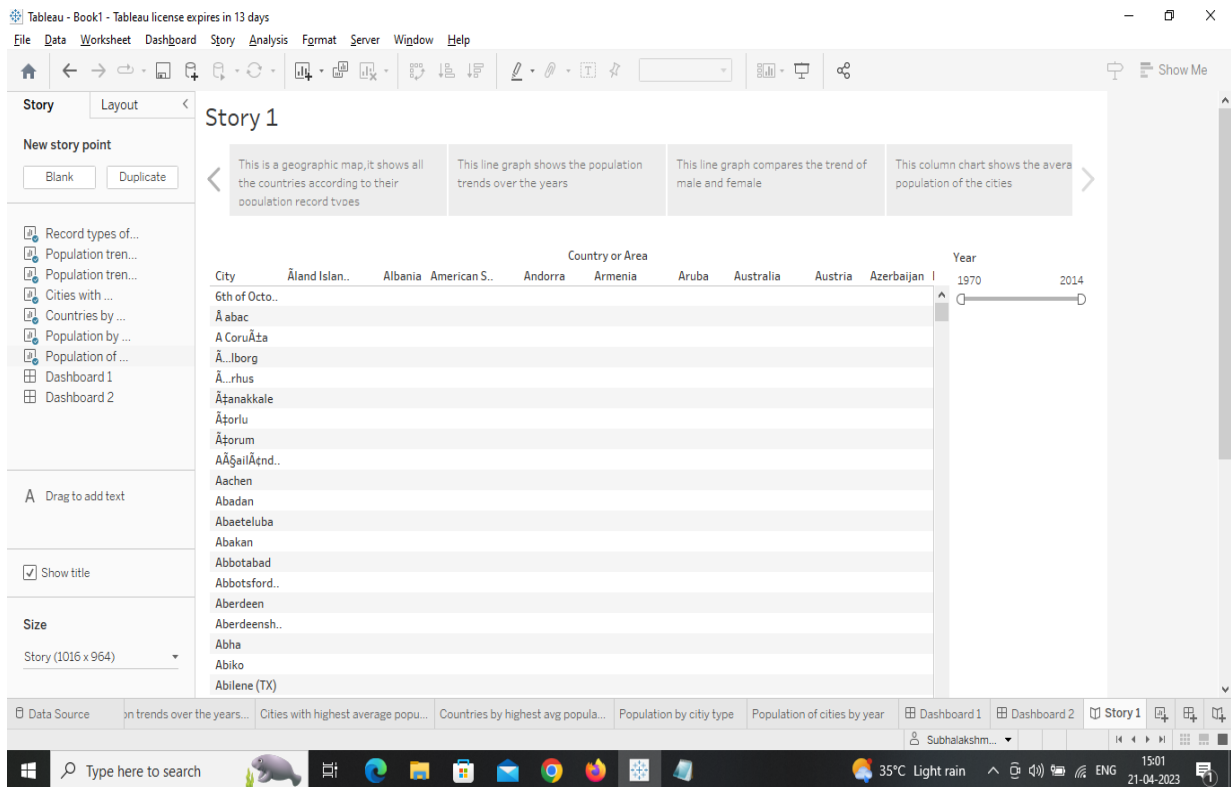 Tableau - Book1 - Tableau license expires in 13 days
File Data Worksheet Dashboard Story Analysis Format Server Window Help
Show Me
Story Layout
Story 1
New story point
Blank Duplicate
This is a geographic map,it shows all
the countries according to their
population record types
This line graph shows the population
trends over the years
This line graph compares the trend of
male and female
This column chart shows the avera
population of the cities
Record types of...
Population tren...
Population tren...
Cities with ...
Countries by ...
Population by ...
Population of ...
Dashboard 1
Dashboard 2
A Drag to add text
Show title
Size
Story (1016 x 964)
Country or Area
City Ãland Islan.. Albania American S.. Andorra Armenia Aruba Australia Austria Azerbaijan
6th of Octo..
Å abac
A CoruÃ±a
Ã...lborg
Ã...rhus
Ã‡anakkale
Ã‡orlu
Ã‡orum
AÃ§ailÃ¢nd..
Aachen
Abadan
Abaeteluba
Abakan
Abbotabad
Abbotsford..
Aberdeen
Aberdeensh..
Abha
Abiko
Abilene (TX)
Year
1970 2014
Data Source on trends over the years... Cities with highest average popu... Countries by highest avg popula... Population by citiy type Population of cities by year Dashboard 1 Dashboard 2 Story 1
Subhalakshm...
Type here to search
35°C Light rain
ENG
15:01
21-04-2023
1